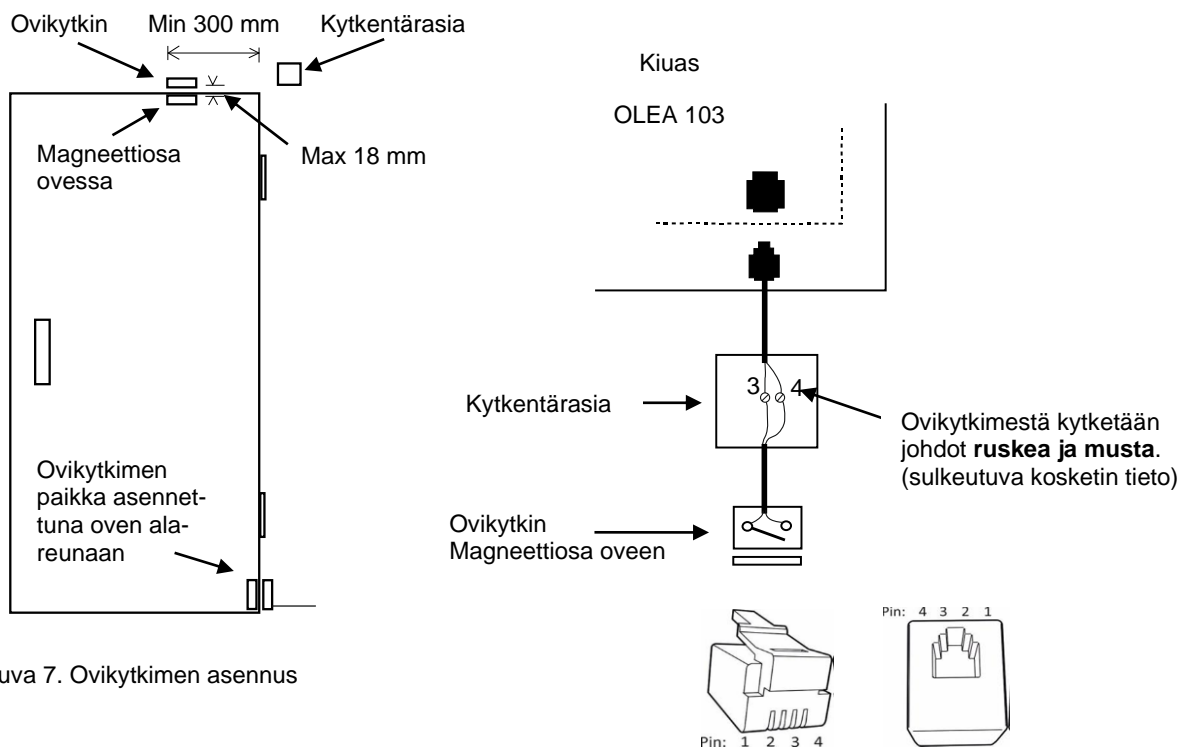 Ovikytkin
Min 300 mm
Kytkentärasia
Magneettiosa
ovessa
Max 18 mm
Ovikytkimen
paikka asennet-
tuna oven ala-
reunaan
uva 7. Ovikytkimen asennus
Kiuas
OLEA 103
3 4
Kytkentärasia
Ovikytkimestä kytketään
johdot ruskea ja musta.
(sulkeutuva kosketin tieto)
Ovikytkin
Magneettiosa oveen
Pin: 1 2 3 4
Pin: 4 3 2 1